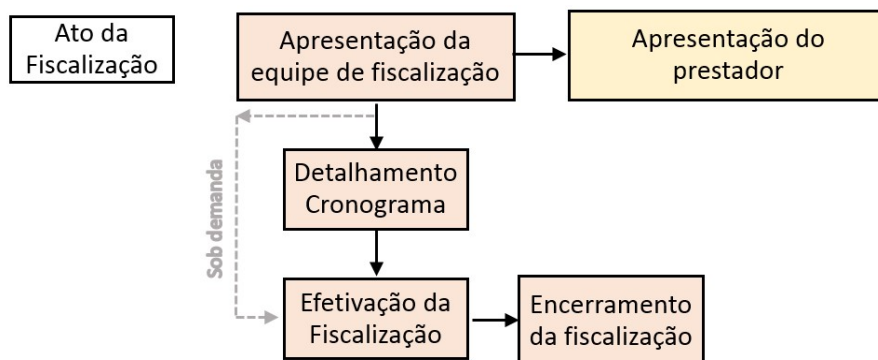 Ato da
Fiscalização
Apresentação da
equipe de fiscalização
Apresentação do
prestador
Detalhamento
Cronograma
Sob demanda
Efetivação da
Fiscalização
Encerramento
da fiscalização